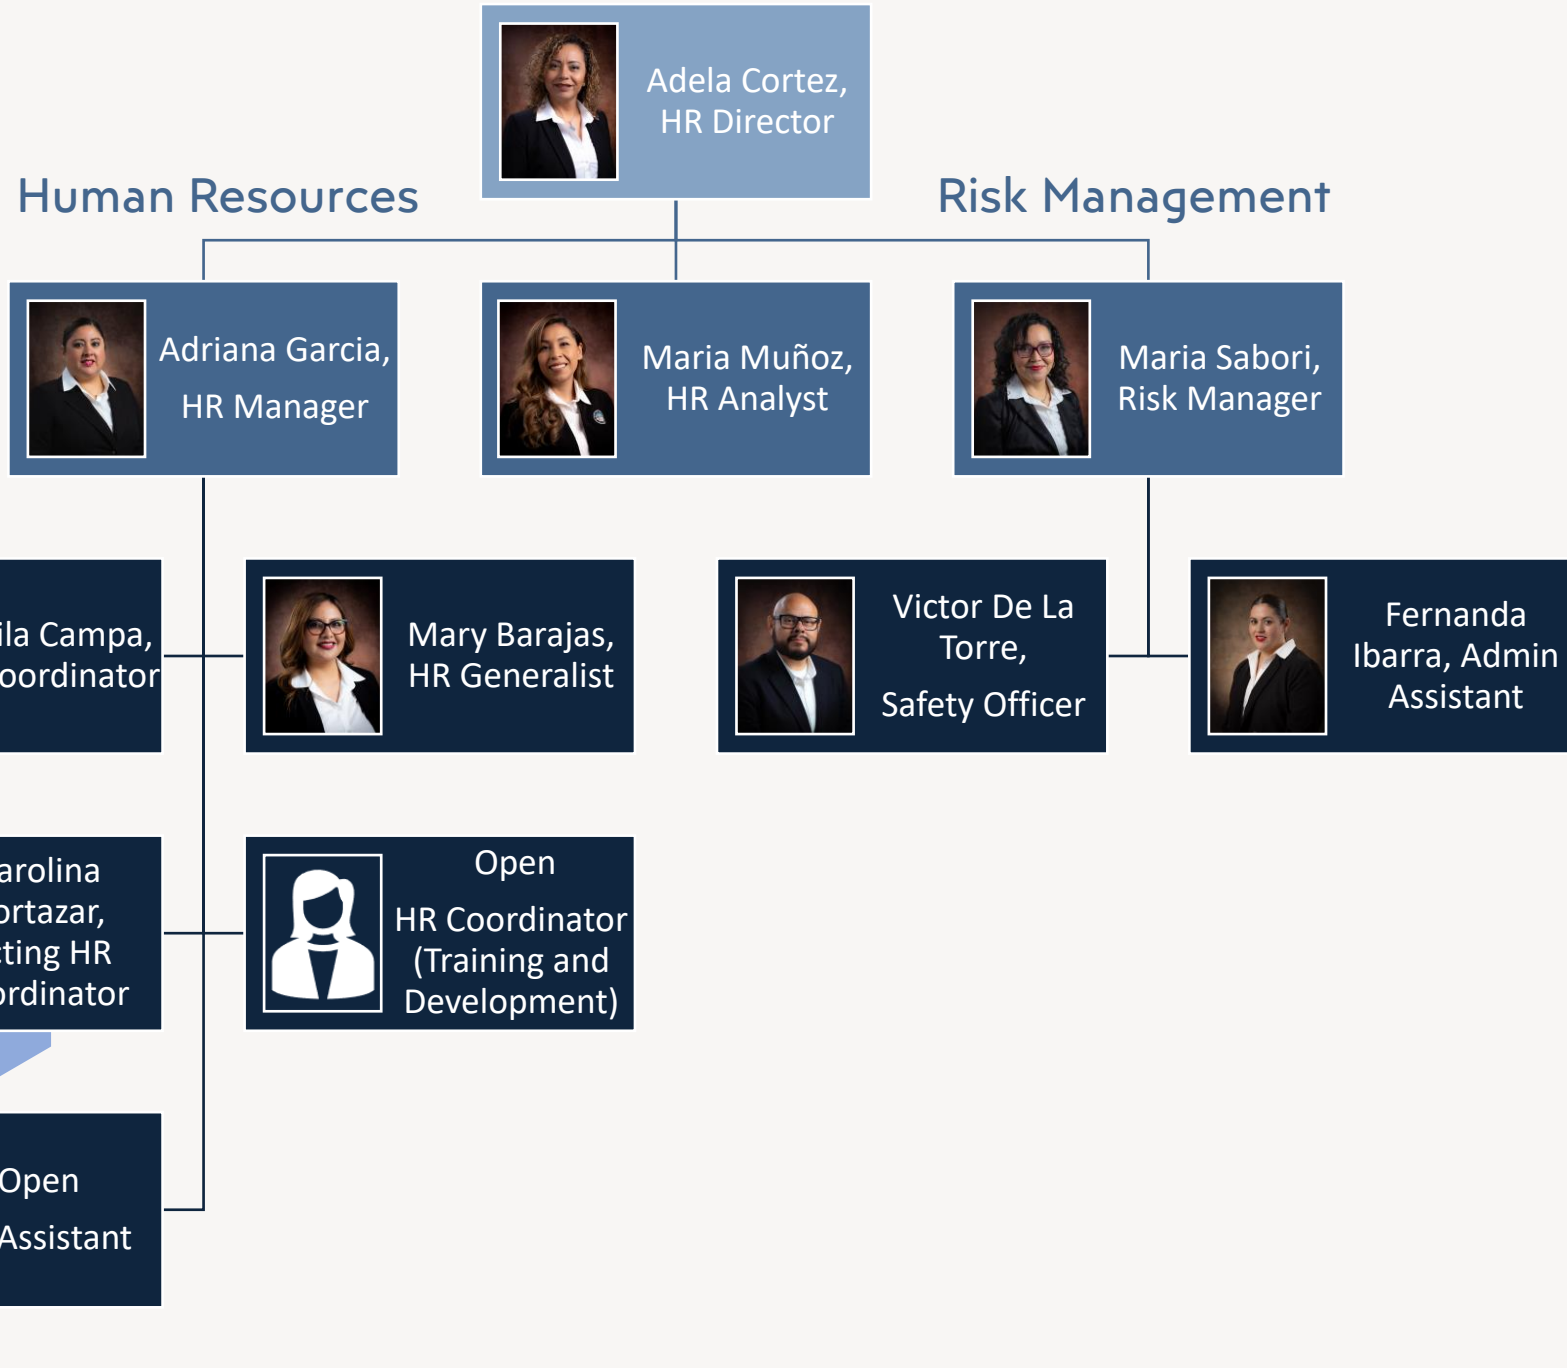 Adela Cortez,
HR Director
Human Resources
Risk Management
Adriana Garcia,
HR Manager
Maria Muñoz,
HR Analyst
Maria Sabori,
Risk Manager
Campa,
Mary Barajas,
HR Generalist
Victor De La
Torre,
Safety Officer
Fernanda
Ibarra, Admin
Assistant
HR
Open
HR Coordinator
(Training and
Development)
Open
Assistant